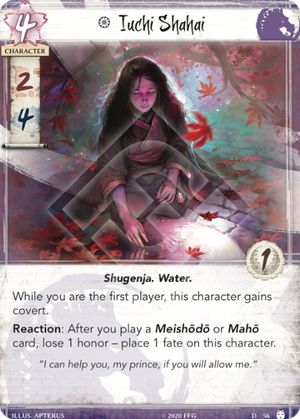 4
Iuchi Shahai
CHARACTER
2
4
1
Shugenja. Water.
While you are the first player, this character gains
covert.
Reaction: After you play a Meishōdō or Mahō
card, lose 1 honor – place 1 fate on this character.
“I can help you, my prince, if you will allow me.”
ILLUS. APTERUS
© 2020 FFG
D 56